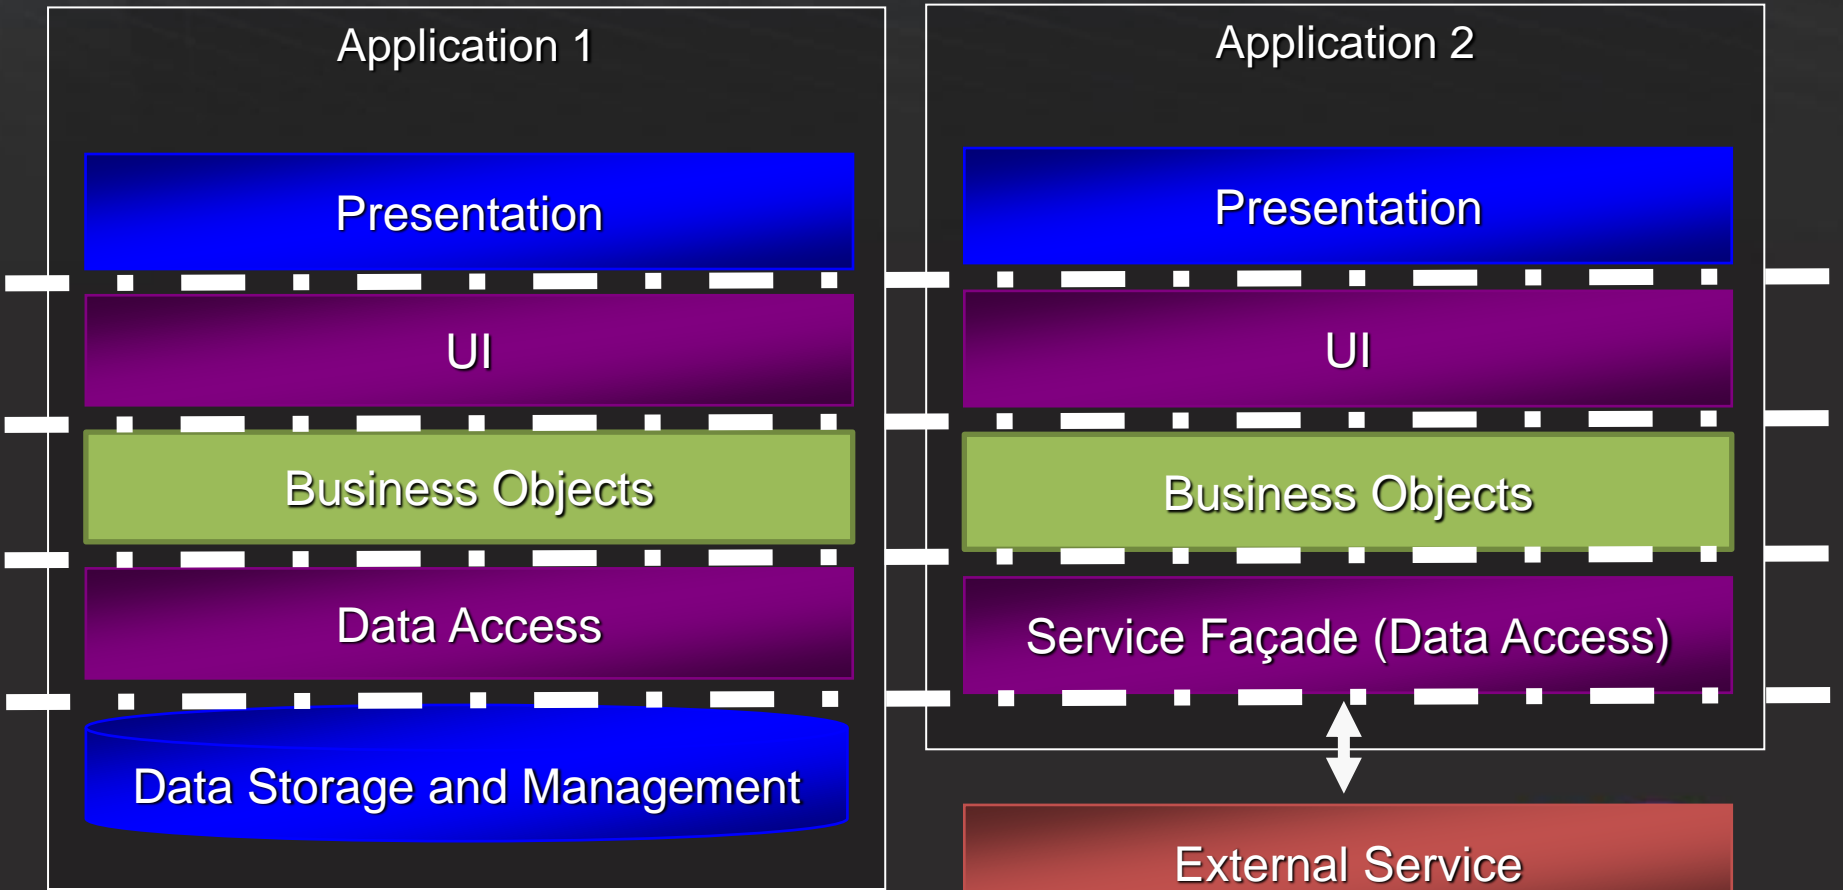 Application 1
Presentation
UI
Business Objects
Data Access
Data Storage and Management
Application 2
Presentation
UI
Business Objects
Service Façade (Data Access)
External Service